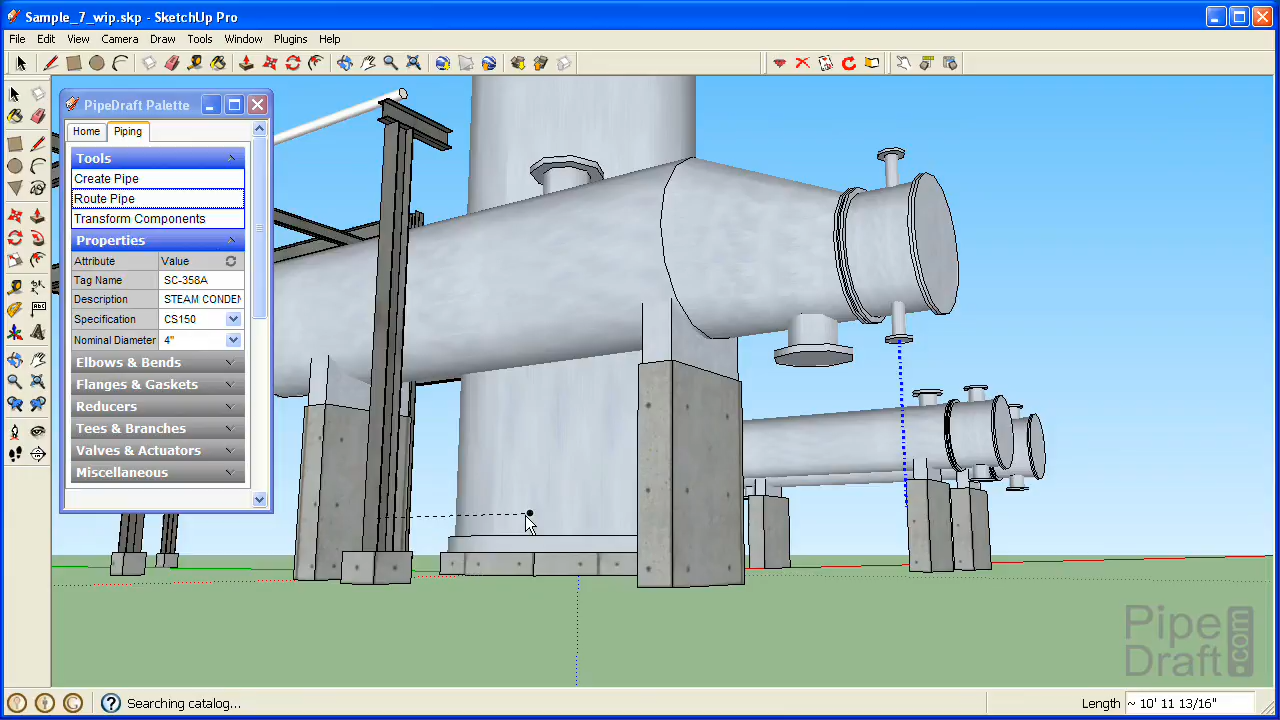 Sample_7_wip.skp - SketchUp Pro
File Edit View Camera Draw Tools Window Plugins Help
PipeDraft Palette
Home Piping
Tools
Create Pipe
Route Pipe
Transform Components
Properties
Attribute Value
Tag Name SC-358A
Description STEAM CONDEN
Specification CS150
Nominal Diameter 4"
Elbows & Bends
Flanges & Gaskets
Reducers
Tees & Branches
Valves & Actuators
Miscellaneous
Pipe
Draft.com
Searching catalog...
Length ~ 10' 11 13/16"